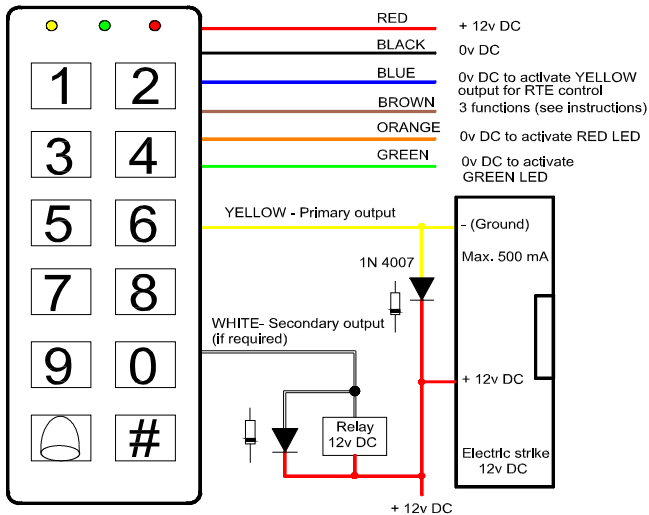 RED
+ 12v DC
BLACK
0v DC
BLUE
0v DC to activate YELLOW
output for RTE control
BROWN
3 functions (see instructions)
ORANGE
0v DC to activate RED LED
GREEN
0v DC to activate
GREEN LED
1 2
3 4
5 6
7 8
9 0
#
YELLOW - Primary output
- (Ground)
Max. 500 mA
1N 4007
WHITE- Secondary output
(if required)
+ 12v DC
Relay
12v DC
Electric strike
12v DC
+ 12v DC